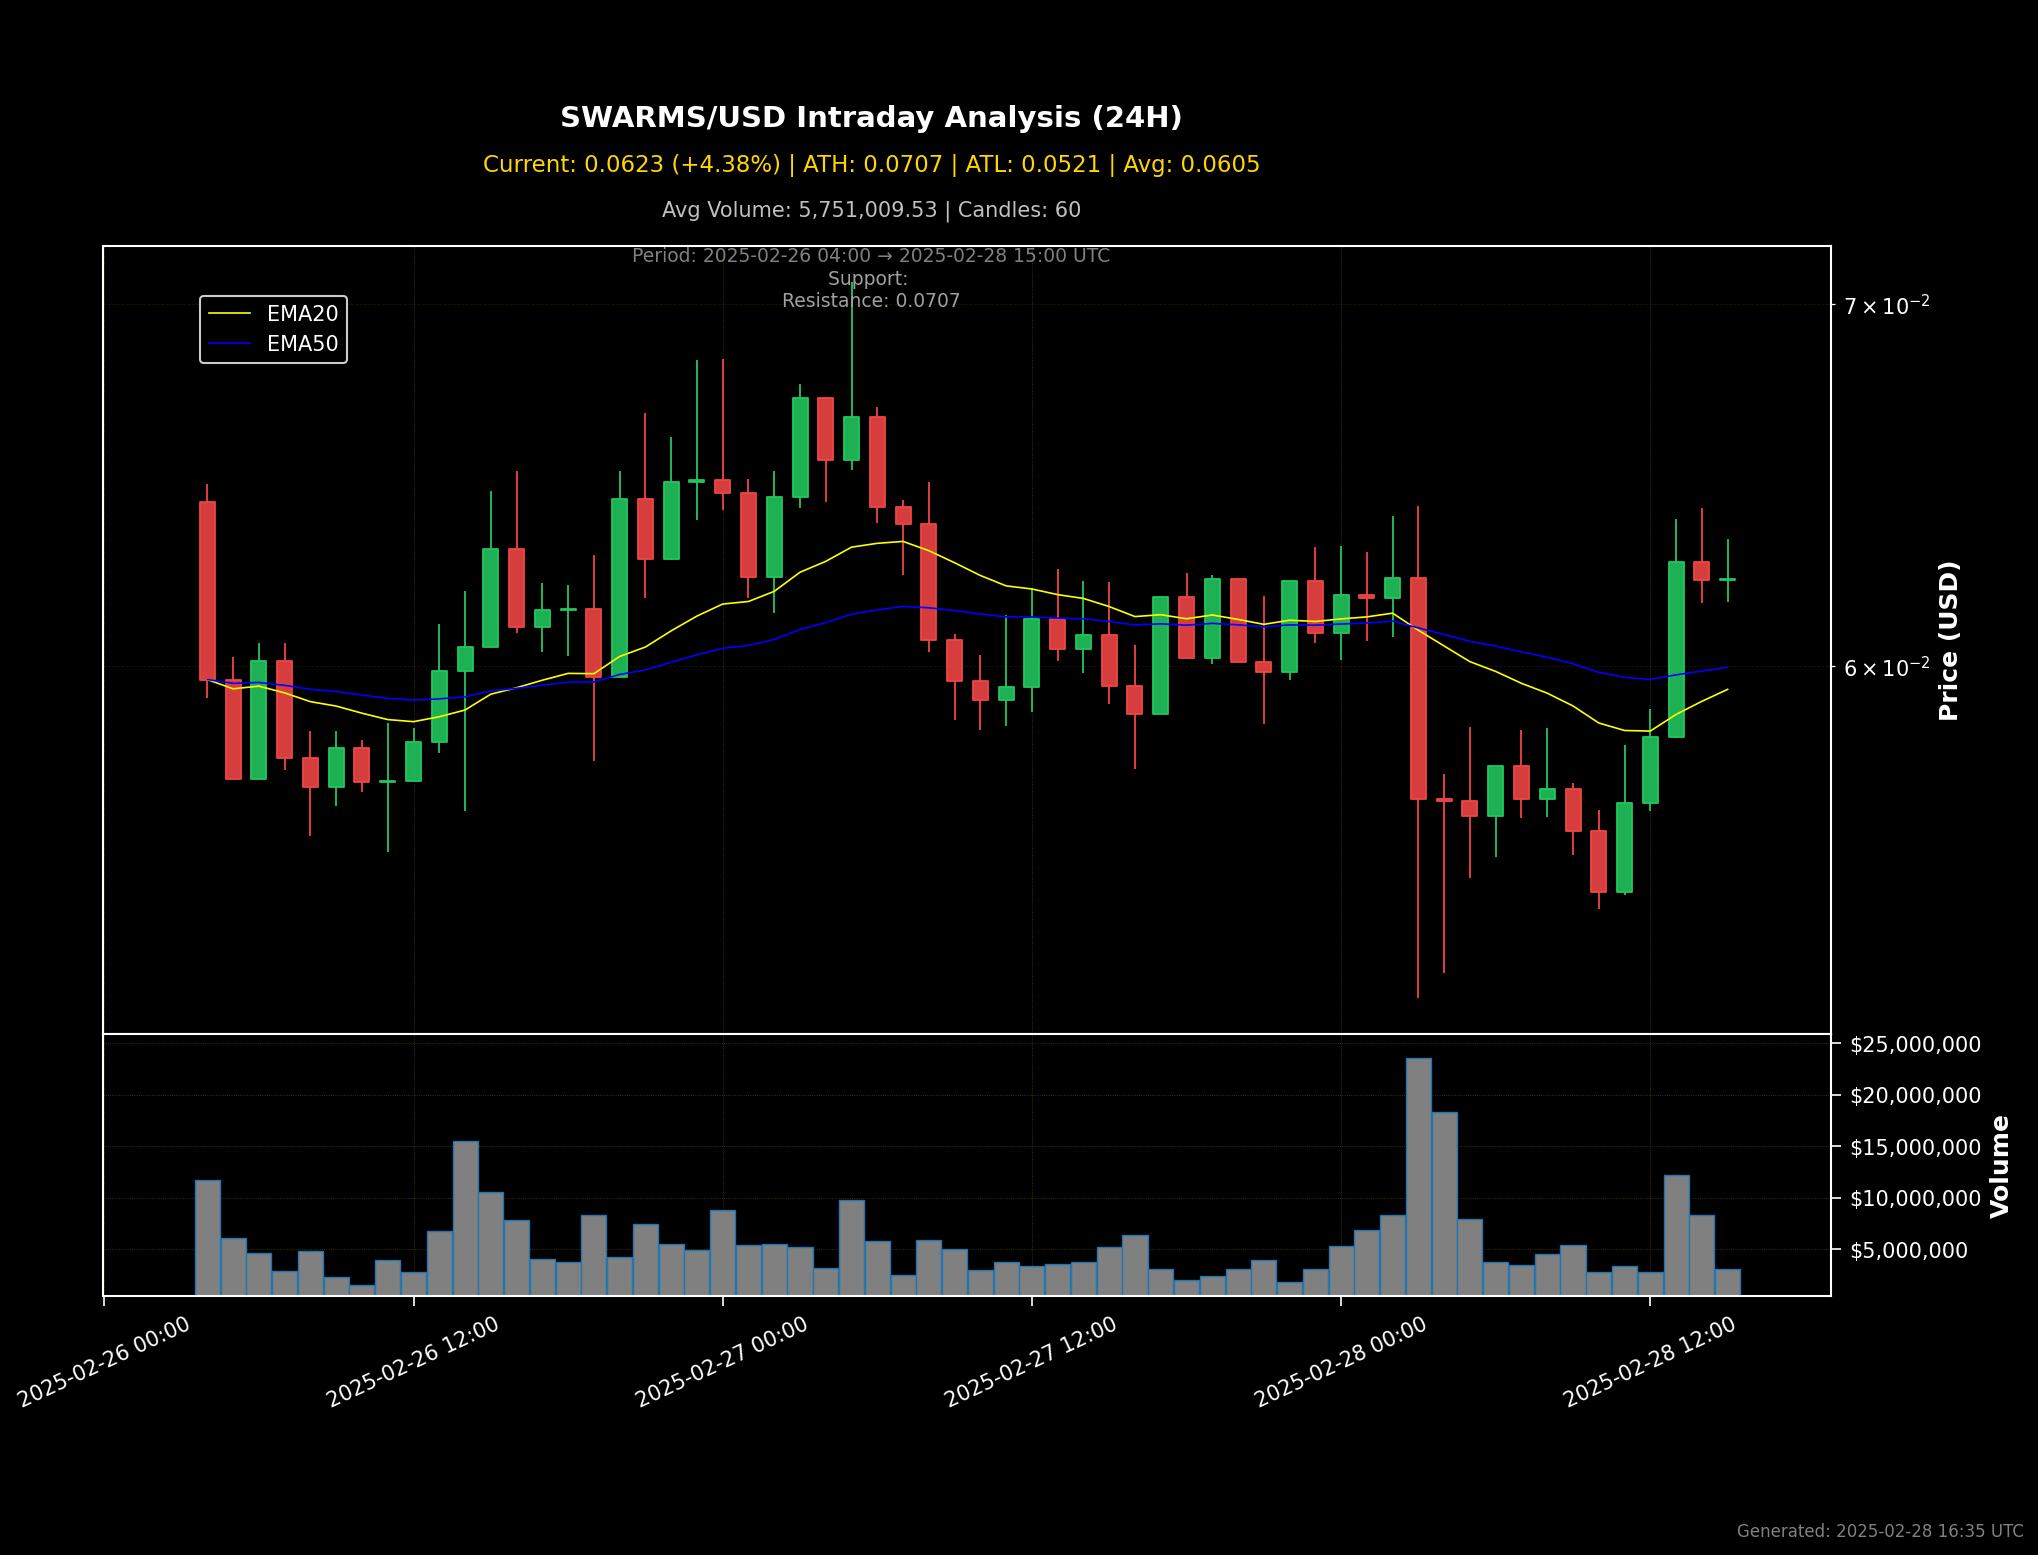 SWARMS/USD Intraday Analysis (24H)
Current: 0.0623 (+4.38%) | ATH: 0.0707 | ATL: 0.0521 | Avg: 0.0605
Avg Volume: 5,751,009.53 | Candles: 60
Period: 2025-02-26 04:00 → 2025-02-28 15:00 UTC
Support:
Resistance: 0.0707
EMA20
EMA50
7 × 10⁻²
6 × 10⁻²
Price (USD)
$25,000,000
$20,000,000
$15,000,000
$10,000,000
$5,000,000
Volume
2025-02-26 00:00
2025-02-26 12:00
2025-02-27 00:00
2025-02-27 12:00
2025-02-28 00:00
2025-02-28 12:00
Generated: 2025-02-28 16:35 UTC